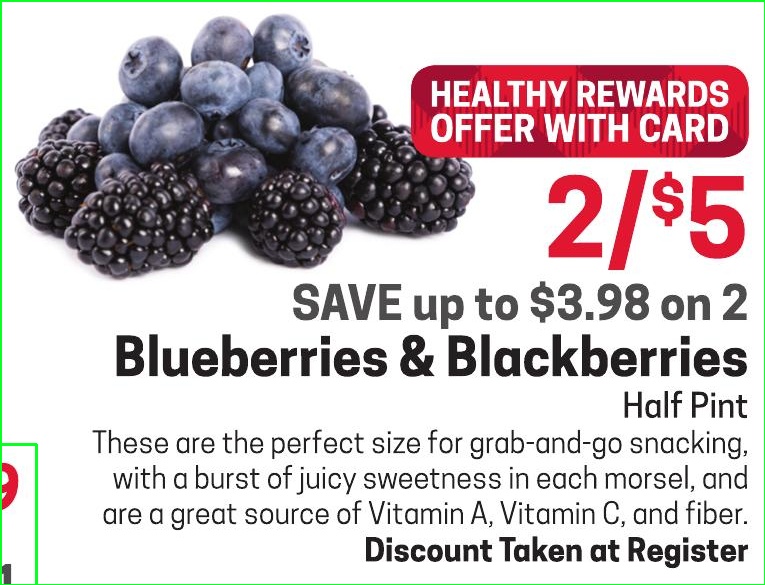 HEALTHY REWARDS
OFFER WITH CARD
2/$5
SAVE up to $3.98 on 2
Blueberries & Blackberries
Half Pint
These are the perfect size for grab-and-go snacking,
with a burst of juicy sweetness in each morsel, and
are a great source of Vitamin A, Vitamin C, and fiber.
Discount Taken at Register